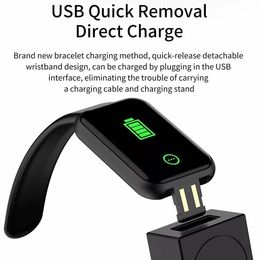 USB Quick Removal
Direct Charge
Brand new bracelet charging method, quick-release detachable
wristband design, can be charged by plugging in the USB
interface, eliminating the trouble of carrying
a charging cable and charging stand